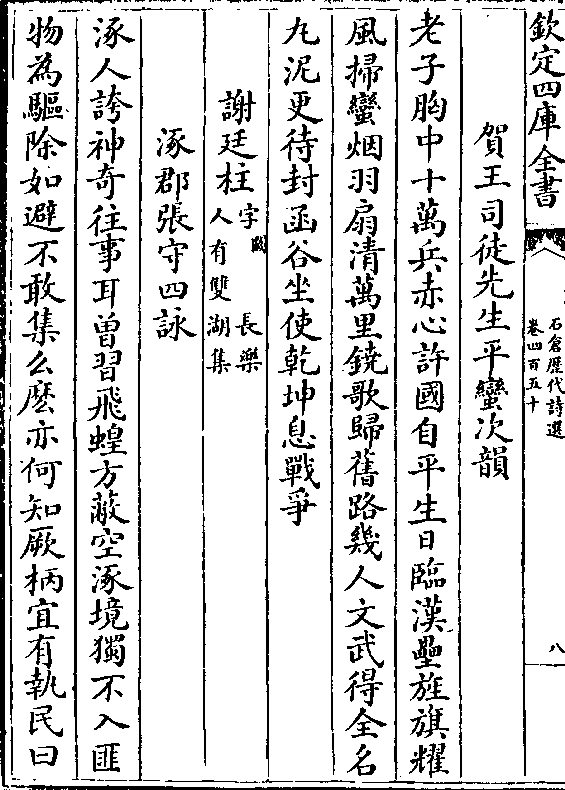 欽定四庫全書
石倉歷代詩選
卷四百五十
八
賀王司徒先生平蠻次韻
老子胸中十萬兵赤心許國自平生日臨漢壘旌旗耀
風掃蠻烟羽扇清萬里鐃歌歸舊路幾人文武得全名
丸泥更待封函谷坐使乾坤息戰爭
謝廷柱字闕 長樂
人有雙湖集
涿郡張守四詠
涿人誇神奇往事耳曾習飛蝗方蔽空涿境獨不入匪
物為驅除如避不敢集么麽亦何知厥柄宜有執民曰